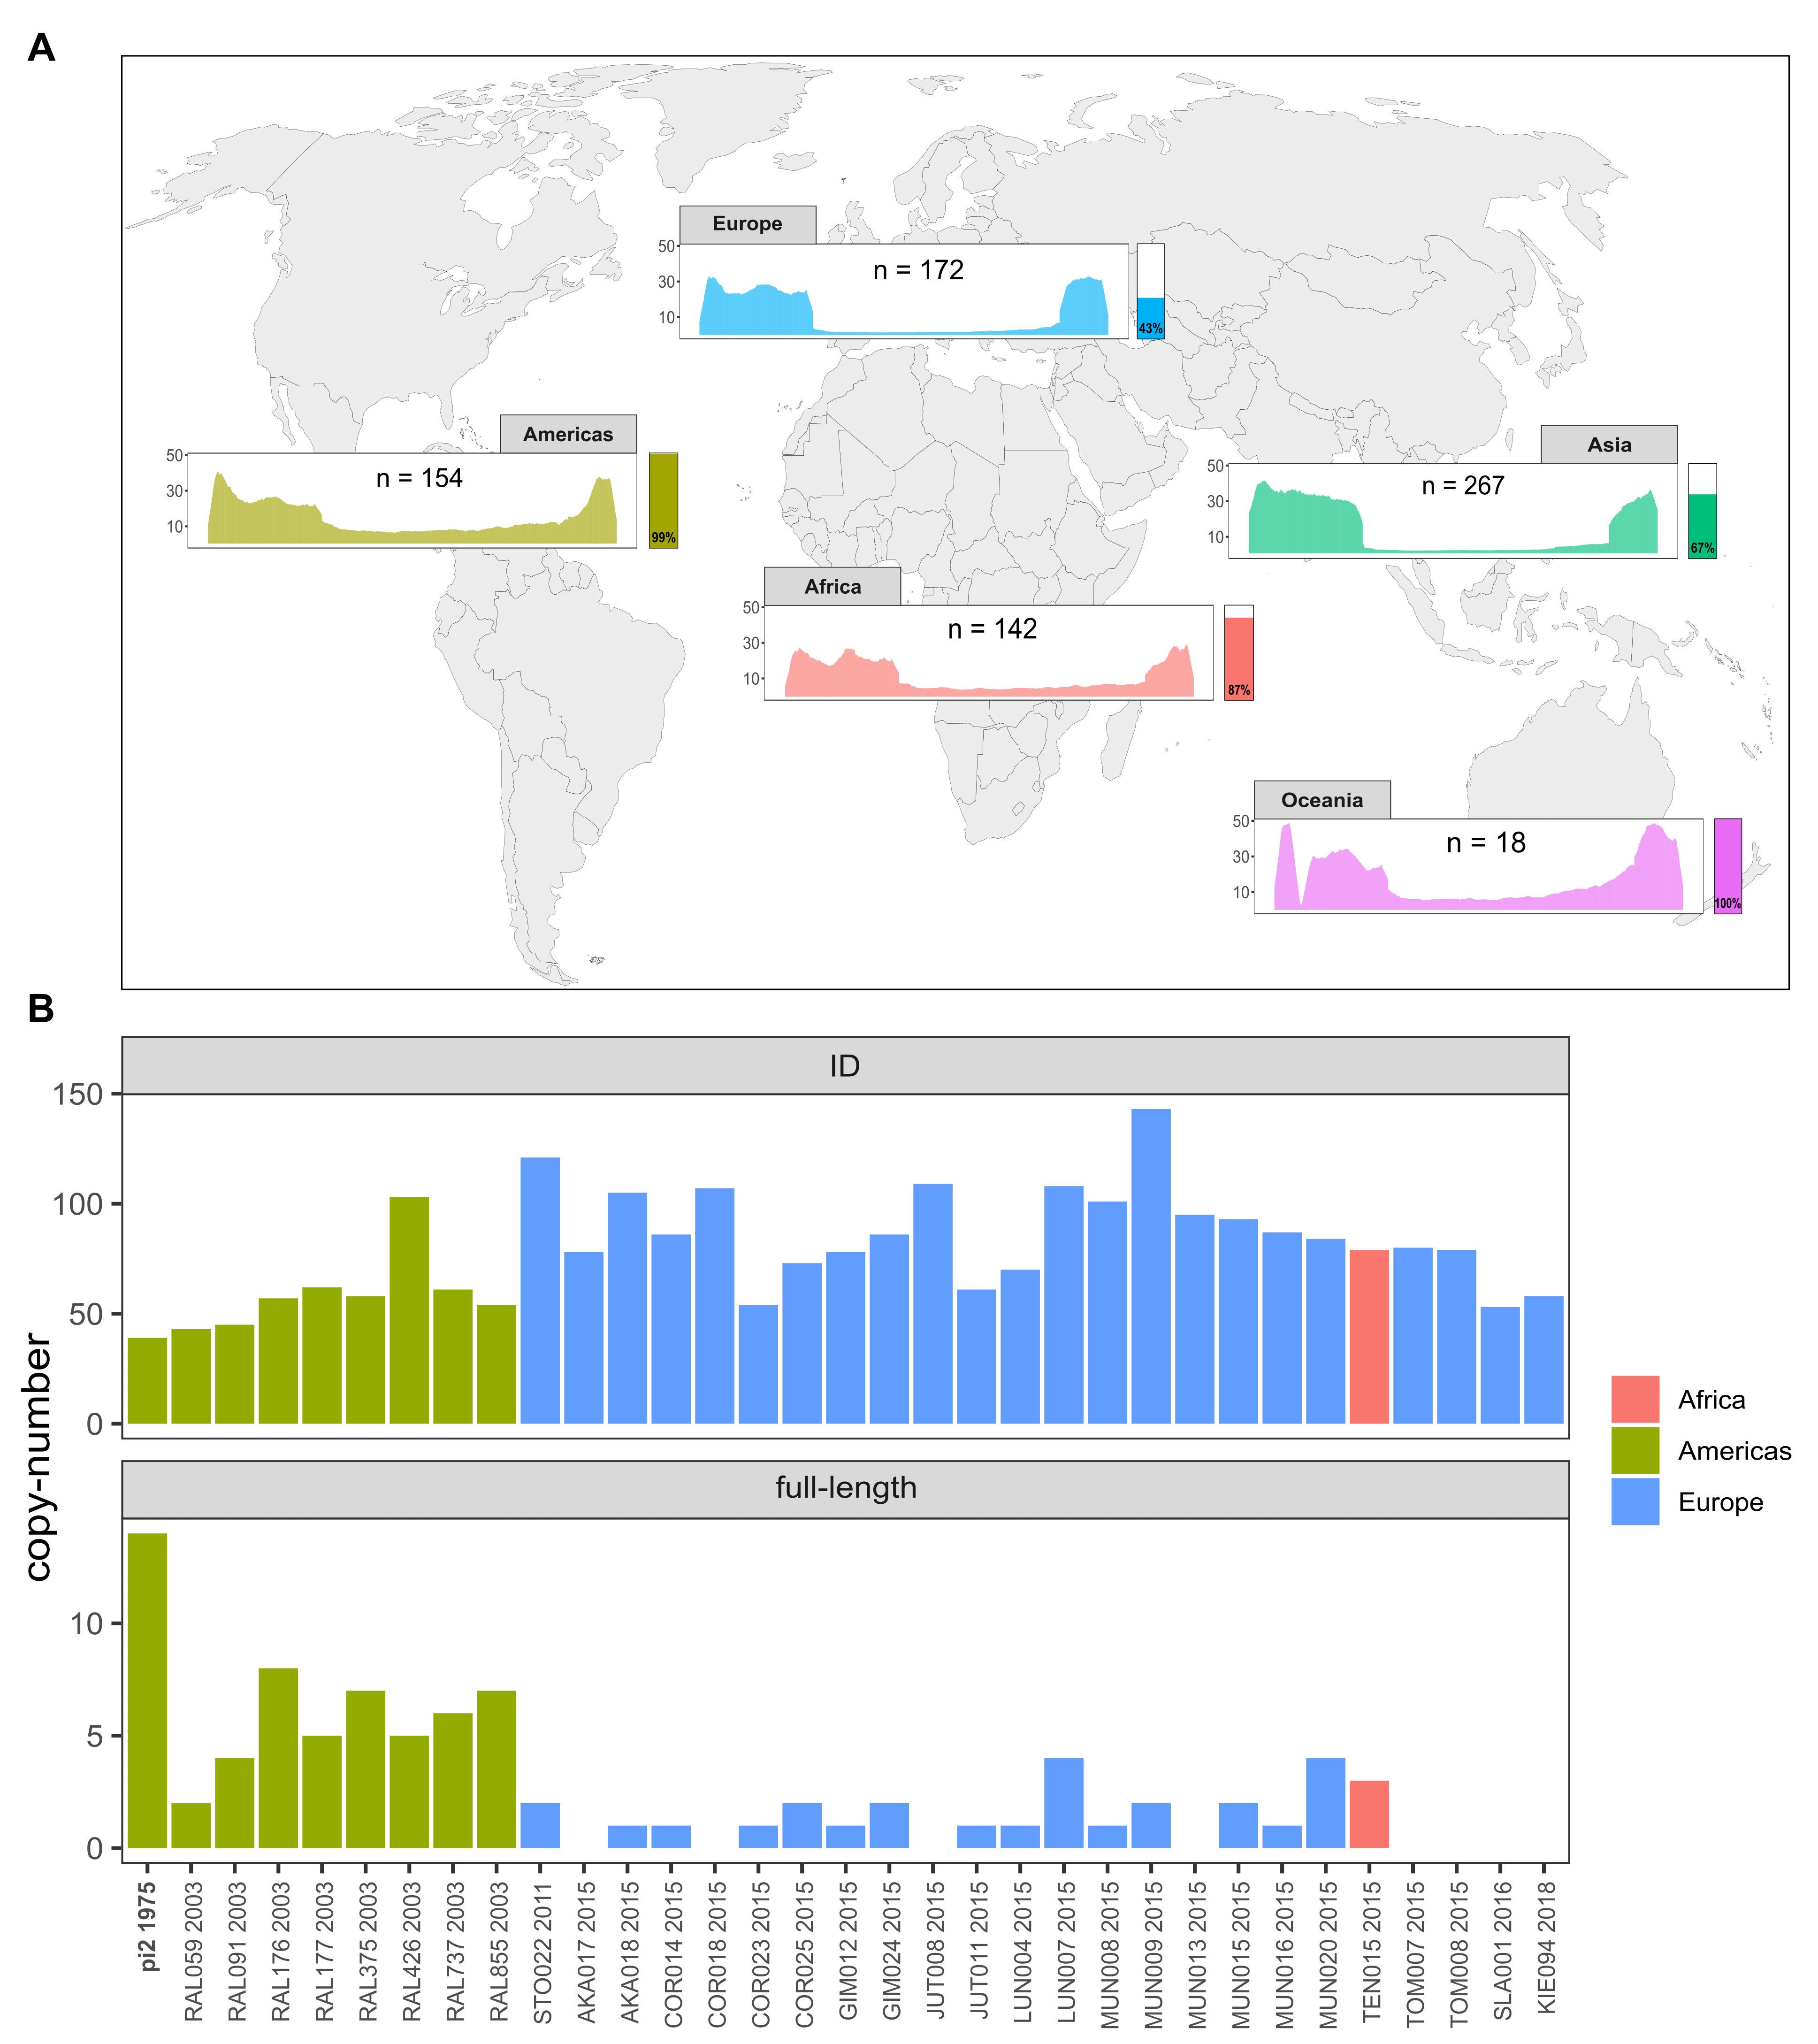 A
Europe
50
30
10
n = 172
43%
Americas
50
30
10
n = 154
99%
Asia
50
30
10
n = 267
67%
Africa
50
30
10
n = 142
87%
Oceania
50
30
10
n = 18
100%
B
ID
150
100
50
0
copy-number
full-length
10
5
0
Africa
Americas
Europe
pi2 1975
RAL059 2003
RAL091 2003
RAL176 2003
RAL177 2003
RAL375 2003
RAL426 2003
RAL737 2003
RAL855 2003
STO022 2011
AKA017 2015
AKA018 2015
COR014 2015
COR018 2015
COR023 2015
COR025 2015
GIM012 2015
GIM024 2015
JUT008 2015
JUT011 2015
LUN004 2015
LUN007 2015
MUN008 2015
MUN009 2015
MUN013 2015
MUN015 2015
MUN016 2015
MUN020 2015
TEN015 2015
TOM007 2015
TOM008 2015
SLA001 2016
KIE094 2018